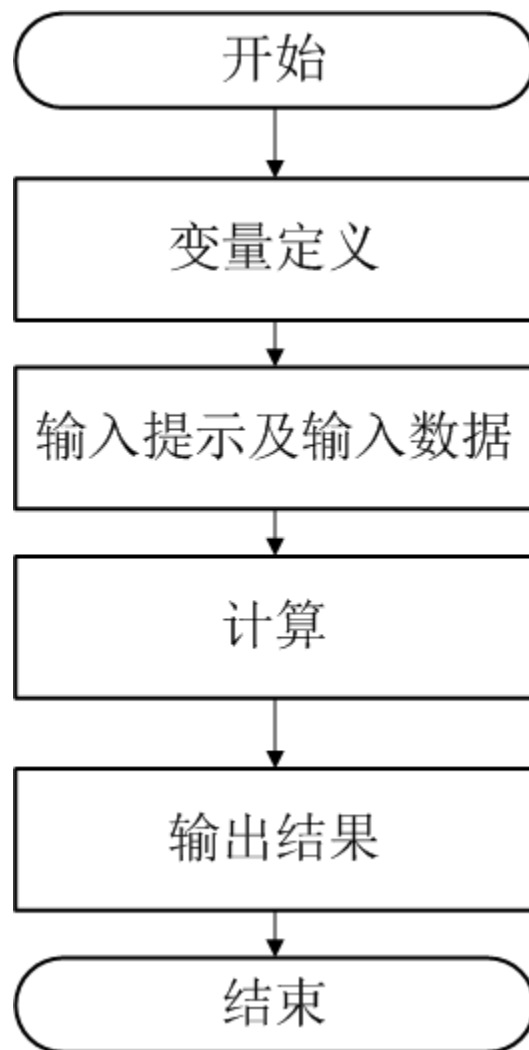 开始
变量定义
输入提示及输入数据
计算
输出结果
结束